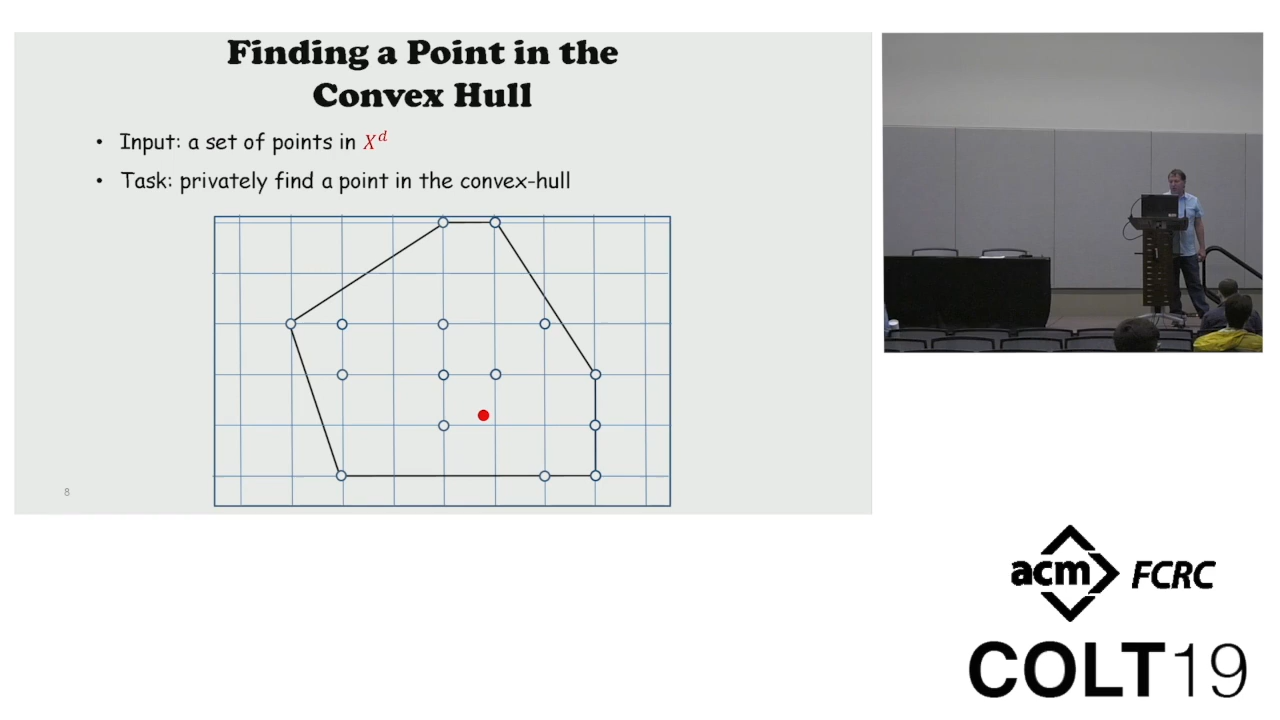 Finding a Point in the
Convex Hull
• Input: a set of points in X^d
• Task: privately find a point in the convex-hull
8
acm FCRC
COLT19